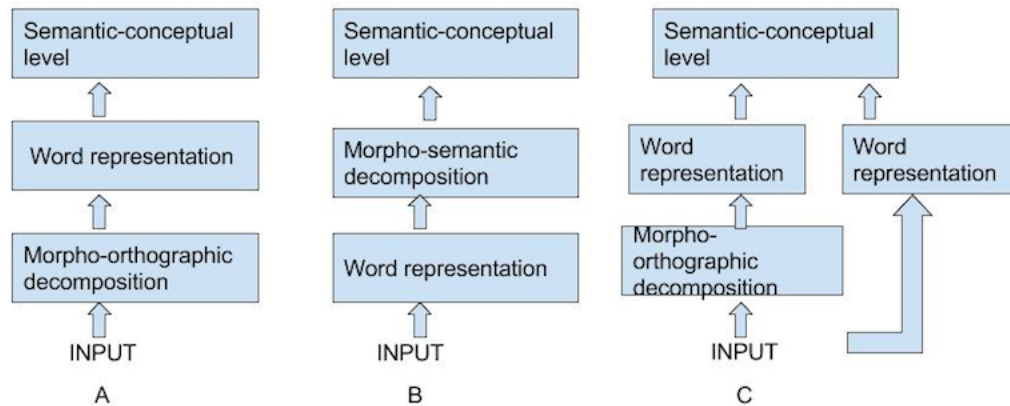 Semantic-conceptual
level
Word representation
Morpho-orthographic
decomposition
INPUT
A
Semantic-conceptual
level
Morpho-semantic
decomposition
Word representation
INPUT
B
Semantic-conceptual
level
Word
representation
Word
representation
Morpho-
orthographic
decomposition
INPUT
C